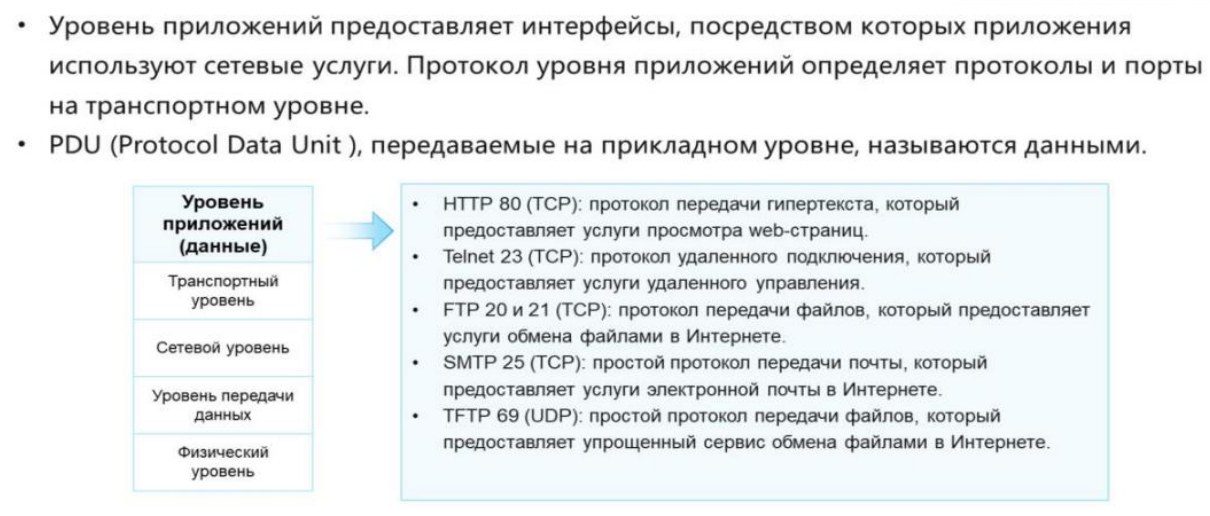 • Уровень приложений предоставляет интерфейсы, посредством которых приложения
используют сетевые услуги. Протокол уровня приложений определяет протоколы и порты
на транспортном уровне.
• PDU (Protocol Data Unit ), передаваемые на прикладном уровне, называются данными.
Уровень
приложений
(данные)
Транспортный
уровень
Сетевой уровень
Уровень передачи
данных
Физический
уровень
• HTTP 80 (TCP): протокол передачи гипертекста, который
предоставляет услуги просмотра web-страниц.
• Telnet 23 (TCP): протокол удаленного подключения, который
предоставляет услуги удаленного управления.
• FTP 20 и 21 (TCP): протокол передачи файлов, который предоставляет
услуги обмена файлами в Интернете.
• SMTP 25 (TCP): простой протокол передачи почты, который
предоставляет услуги электронной почты в Интернете.
• TFTP 69 (UDP): простой протокол передачи файлов, который
предоставляет упрощенный сервис обмена файлами в Интернете.